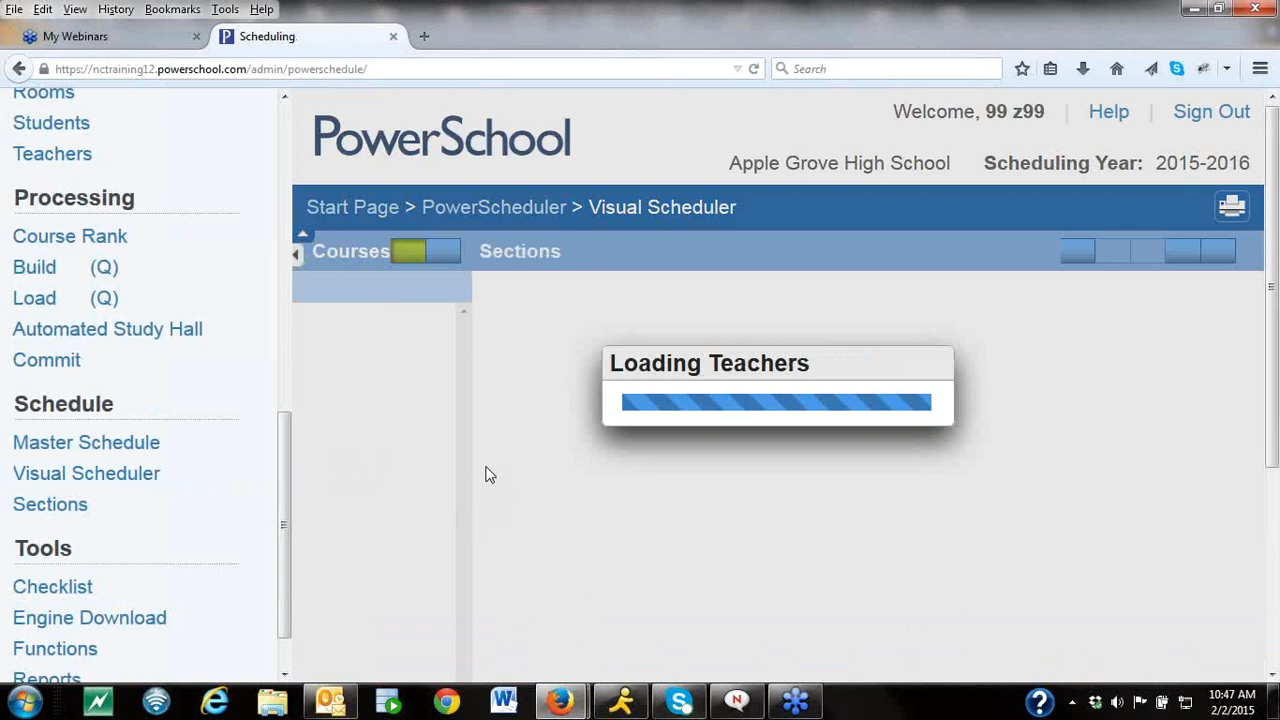 File Edit View History Bookmarks Tools Help
My Webinars
Scheduling
https://nctraining12.powerschool.com/admin/powerschedule/
Search
Rooms
Students
Teachers
Processing
Course Rank
Build (Q)
Load (Q)
Automated Study Hall
Commit
Schedule
Master Schedule
Visual Scheduler
Sections
Tools
Checklist
Engine Download
Functions
Reports
PowerSchool
Welcome, 99 z99 | Help | Sign Out
Apple Grove High School Scheduling Year: 2015-2016
Start Page > PowerScheduler > Visual Scheduler
Courses Sections
Loading Teachers
10:47 AM
2/2/2015